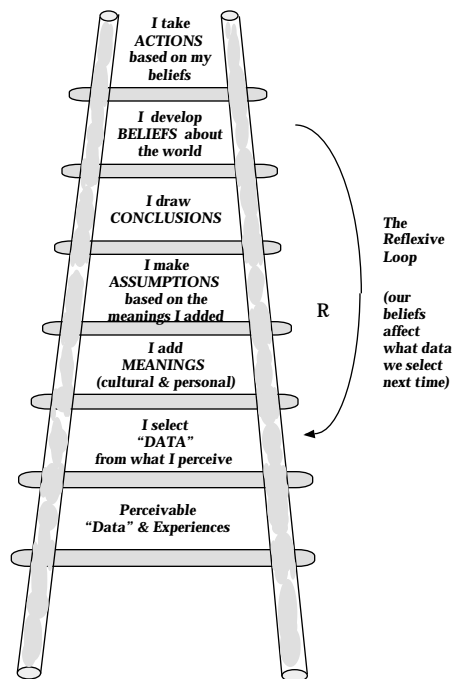 I take
ACTIONS
based on my
beliefs
I develop
BELIEFS about
the world
I draw
CONCLUSIONS
I make
ASSUMPTIONS
based on the
meanings I added
I add
MEANINGS
(cultural & personal)
I select
“DATA”
from what I perceive
Perceivable
“Data” & Experiences
The
Reflexive
Loop
(our
beliefs
affect
what data
we select
next time)
R